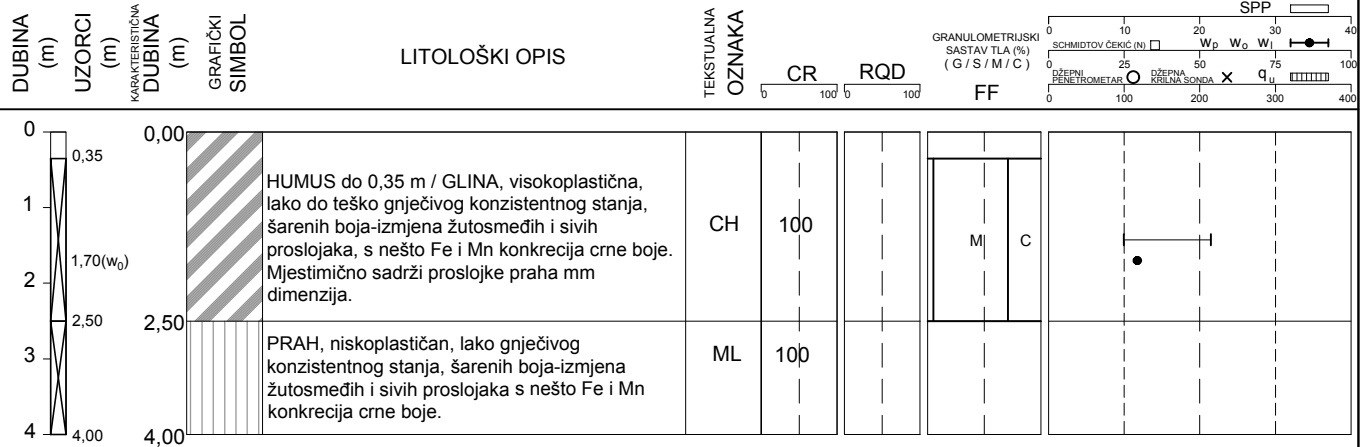 DUBINA (m)
UZORCI (m)
KARAKTERISTIČNA DUBINA (m)
GRAFIČKI SIMBOL
LITOLOŠKI OPIS
TEKSTUALNA OZNAKA
CR
0 100
RQD
0 100
GRANULOMETRIJSKI
SASTAV TLA (%)
( G / S / M / C )
FF
SPP
0 10 20 30 40
SCHMIDTOV ČEKIĆ (N) Wp Wo Wl
0 25 50 75 100
DŽEPNI PENETROMETAR DŽEPNA KRILNA SONDA qu
0 100 200 300 400
0
1
2
3
4
0,35
1,70(w0)
2,50
4,00
0,00
2,50
4,00
HUMUS do 0,35 m / GLINA, visokoplastična,
lako do teško gnječivog konzistentnog stanja,
šarenih boja-izmjena žutosmeđih i sivih
proslojaka, s nešto Fe i Mn konkrecija crne boje.
Mjestimično sadrži proslojke praha mm
dimenzija.
CH
100
M C
PRAH, niskoplastičan, lako gnječivog
konzistentnog stanja, šarenih boja-izmjena
žutosmeđih i sivih proslojaka s nešto Fe i Mn
konkrecija crne boje.
ML
100